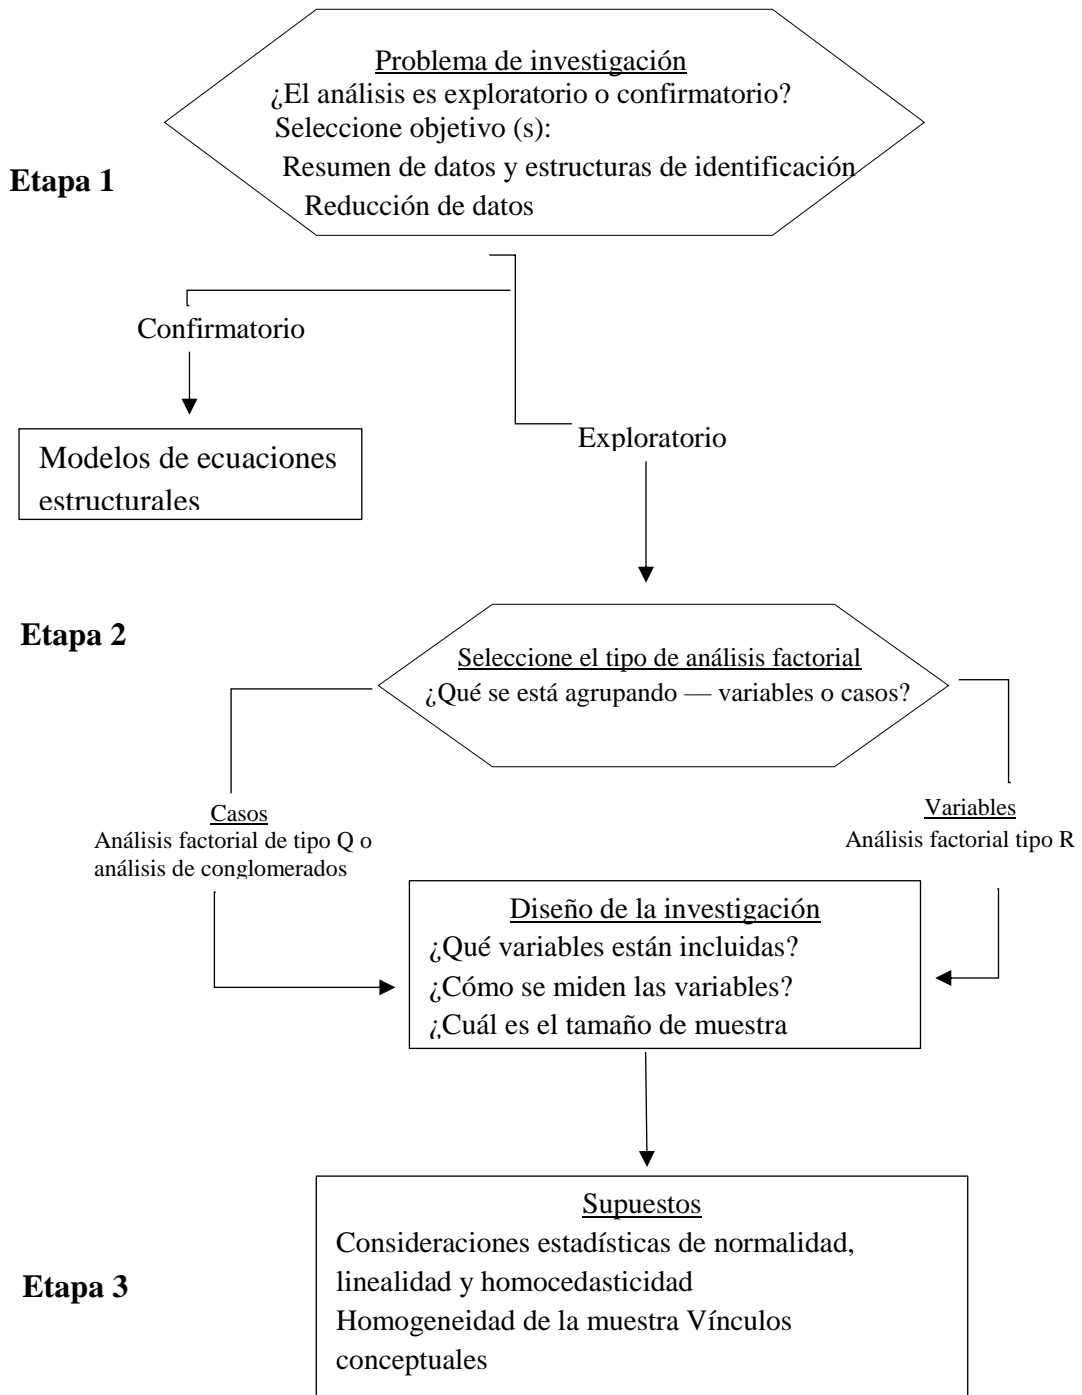 Problema de investigación
¿El análisis es exploratorio o confirmatorio?
Seleccione objetivo (s):
Resumen de datos y estructuras de identificación
Reducción de datos
Etapa 1
Confirmatorio
Modelos de ecuaciones
estructurales
Exploratorio
Etapa 2
Seleccione el tipo de análisis factorial
¿Qué se está agrupando — variables o casos?
Casos
Análisis factorial de tipo Q o
análisis de conglomerados
Variables
Análisis factorial tipo R
Diseño de la investigación
¿Qué variables están incluidas?
¿Cómo se miden las variables?
¿Cuál es el tamaño de muestra
Etapa 3
Supuestos
Consideraciones estadísticas de normalidad,
linealidad y homocedasticidad
Homogeneidad de la muestra Vínculos
conceptuales